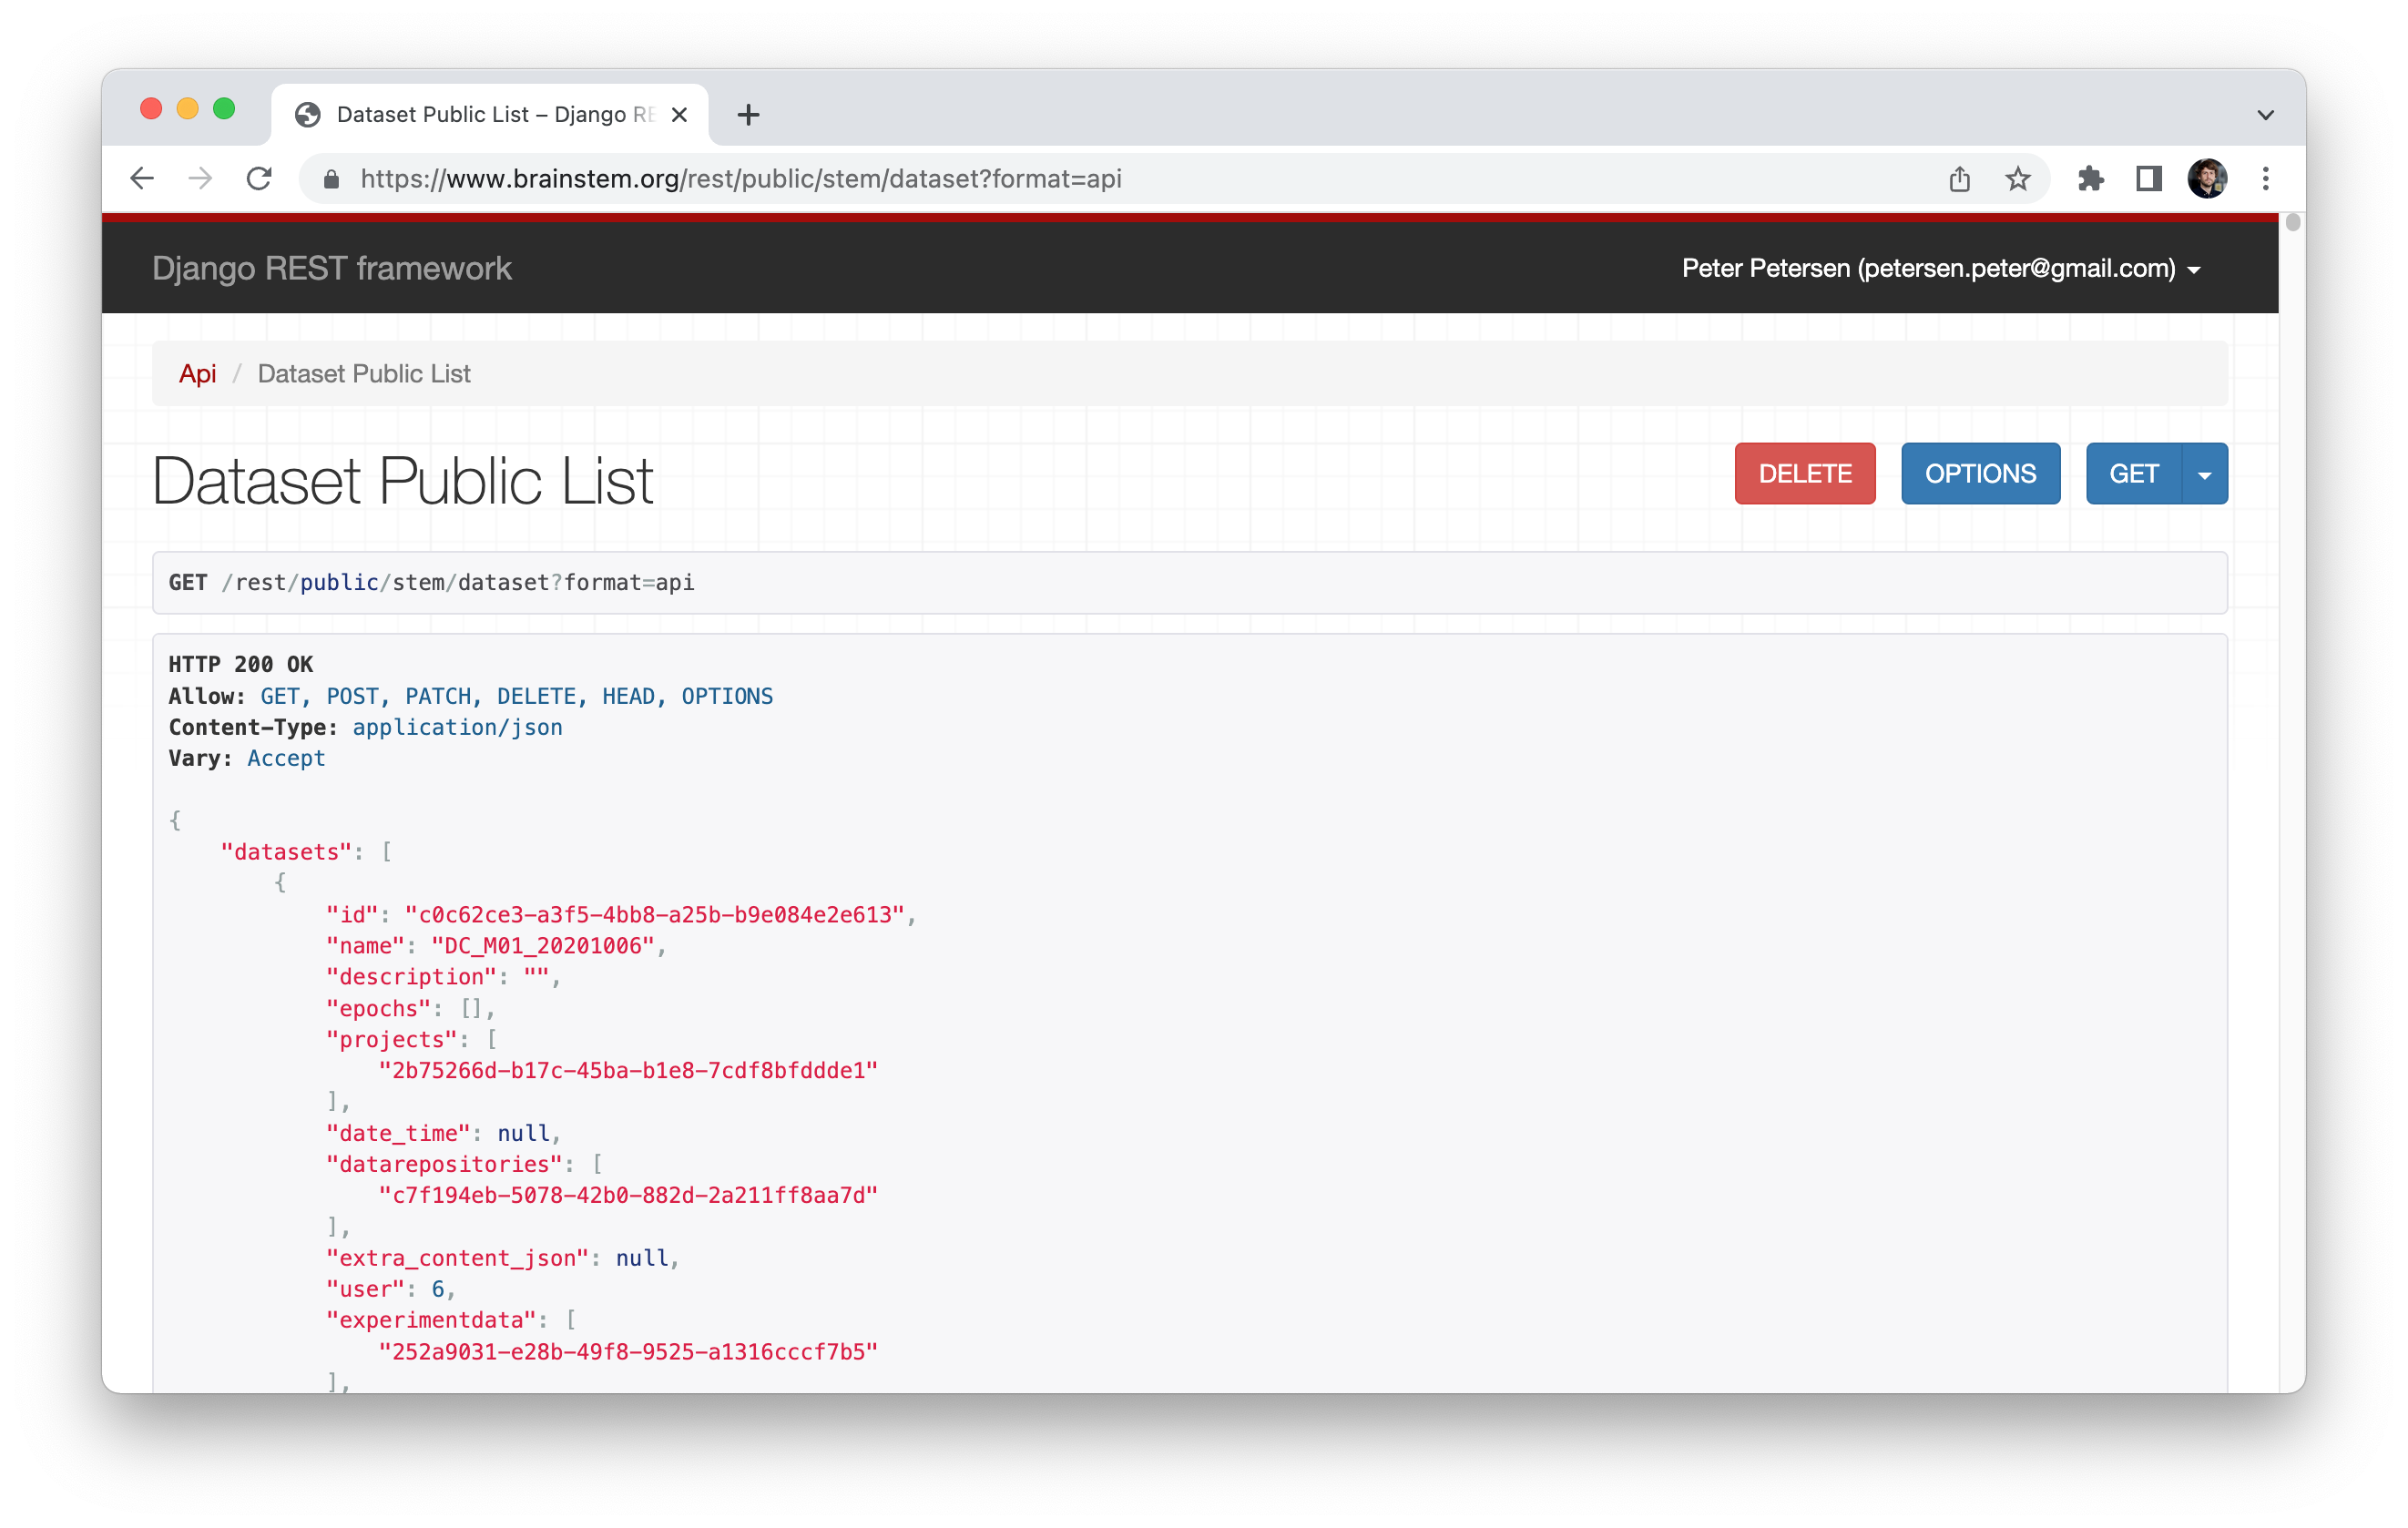 Dataset Public List – Django RE
https://www.brainstem.org/rest/public/stem/dataset?format=api
Django REST framework
Peter Petersen (petersen.peter@gmail.com)
Api / Dataset Public List
Dataset Public List
DELETE
OPTIONS
GET
GET /rest/public/stem/dataset?format=api
HTTP 200 OK
Allow: GET, POST, PATCH, DELETE, HEAD, OPTIONS
Content-Type: application/json
Vary: Accept
{
"datasets": [
{
"id": "c0c62ce3-a3f5-4bb8-a25b-b9e084e2e613",
"name": "DC_M01_20201006",
"description": "",
"epochs": [],
"projects": [
"2b75266d-b17c-45ba-b1e8-7cdf8bfddde1"
],
"date_time": null,
"datarepositories": [
"c7f194eb-5078-42b0-882d-2a211ff8aa7d"
],
"extra_content_json": null,
"user": 6,
"experimentdata": [
"252a9031-e28b-49f8-9525-a1316cccf7b5"
],